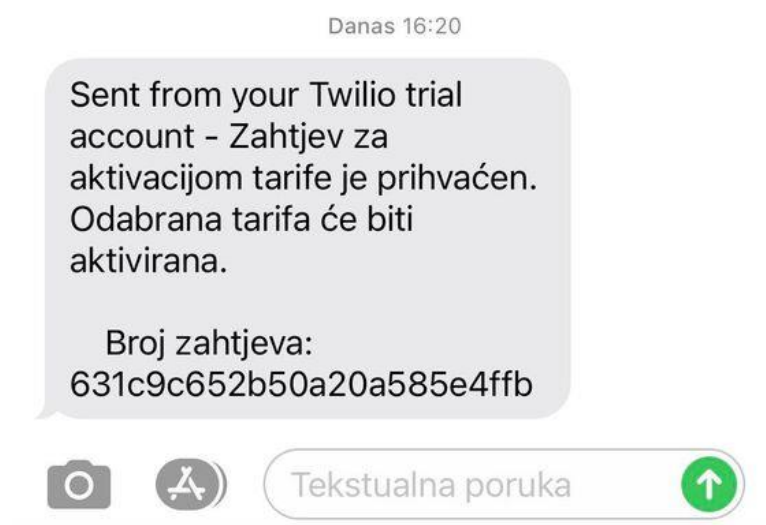 Danas 16:20
Sent from your Twilio trial
account - Zahtjev za
aktivacijom tarife je prihvaćen.
Odabrana tarifa će biti
aktivirana.
Broj zahtjeva:
631c9c652b50a20a585e4ffb
Tekstualna poruka